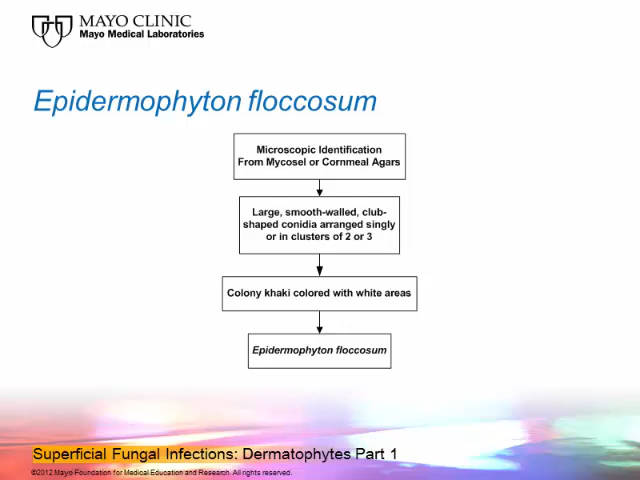 MAYO CLINIC
Mayo Medical Laboratories
Epidermophyton floccosum
Microscopic Identification
From Mycosel or Cornmeal Agars
Large, smooth-walled, club-
shaped conidia arranged singly
or in clusters of 2 or 3
Colony khaki colored with white areas
Epidermophyton floccosum
Superficial Fungal Infections: Dermatophytes Part 1
©2012 Mayo Foundation for Medical Education and Research. All rights reserved.